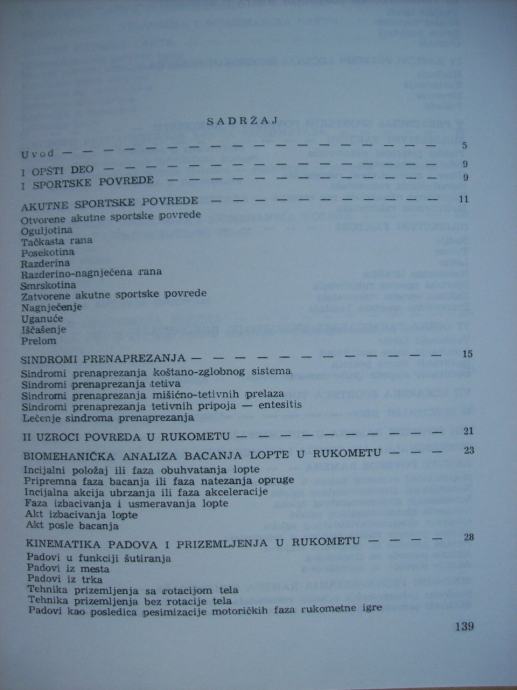 SADRŽAJ
Uvod — — — — — — — — — — — — — — — — 5
I OPŠTI DEO — — — — — — — — — — — — — — 9
I SPORTSKE POVREDE — — — — — — — — — — — — 9
AKUTNE SPORTSKE POVREDE — — — — — — — — — — 11
Otvorene akutne sportske povrede
Oguljotina
Tačkasta rana
Posekotina
Razderina
Razderino-nagnječena rana
Smrskotina
Zatvorene akutne sportske povrede
Nagnječenje
Uganuće
Iščašenje
Prelom
SINDROMI PRENAPREZANJA — — — — — — — — — — — 15
Sindromi prenaprezanja koštano-zglobnog sistema
Sindromi prenaprezanja tetiva
Sindromi prenaprezanja mišićno-tetivnih prelaza
Sindromi prenaprezanja tetivnih pripoja — entesitis
Lečenje sindroma prenaprezanja
II UZROCI POVREDA U RUKOMETU — — — — — — — — — 21
BIOMEHANIČKA ANALIZA BACANJA LOPTE U RUKOMETU — — — — 23
Incijalni položaj ili faza obuhvatanja lopte
Pripremna faza bacanja ili faza natezanja opruge
Incijalna akcija ubrzanja ili faza akceleracije
Faza izbacivanja i usmeravanja lopte
Akt izbacivanja lopte
Akt posle bacanja
KINEMATIKA PADOVA I PRIZEMLJENJA U RUKOMETU — — — — 28
Padovi u funkciji šutiranja
Padovi iz mesta
Padovi iz trka
Tehnika prizemljenja sa rotacijom tela
Tehnika prizemljenja bez rotacije tela
Padovi kao posledica pesimizacije motoričkih faza rukometne igre
139